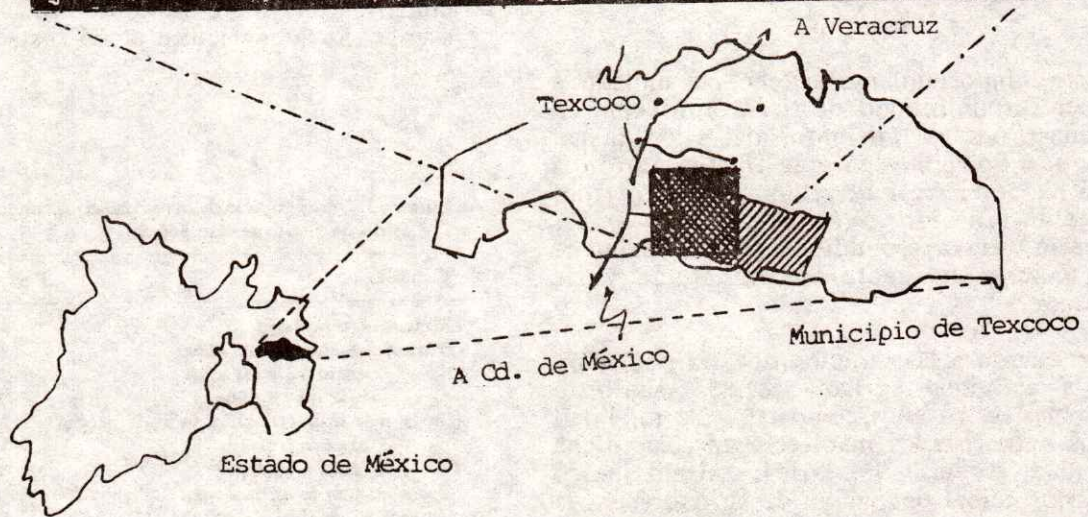 A Veracruz
Texcoco
Municipio de Texcoco
A Cd. de México
Estado de México